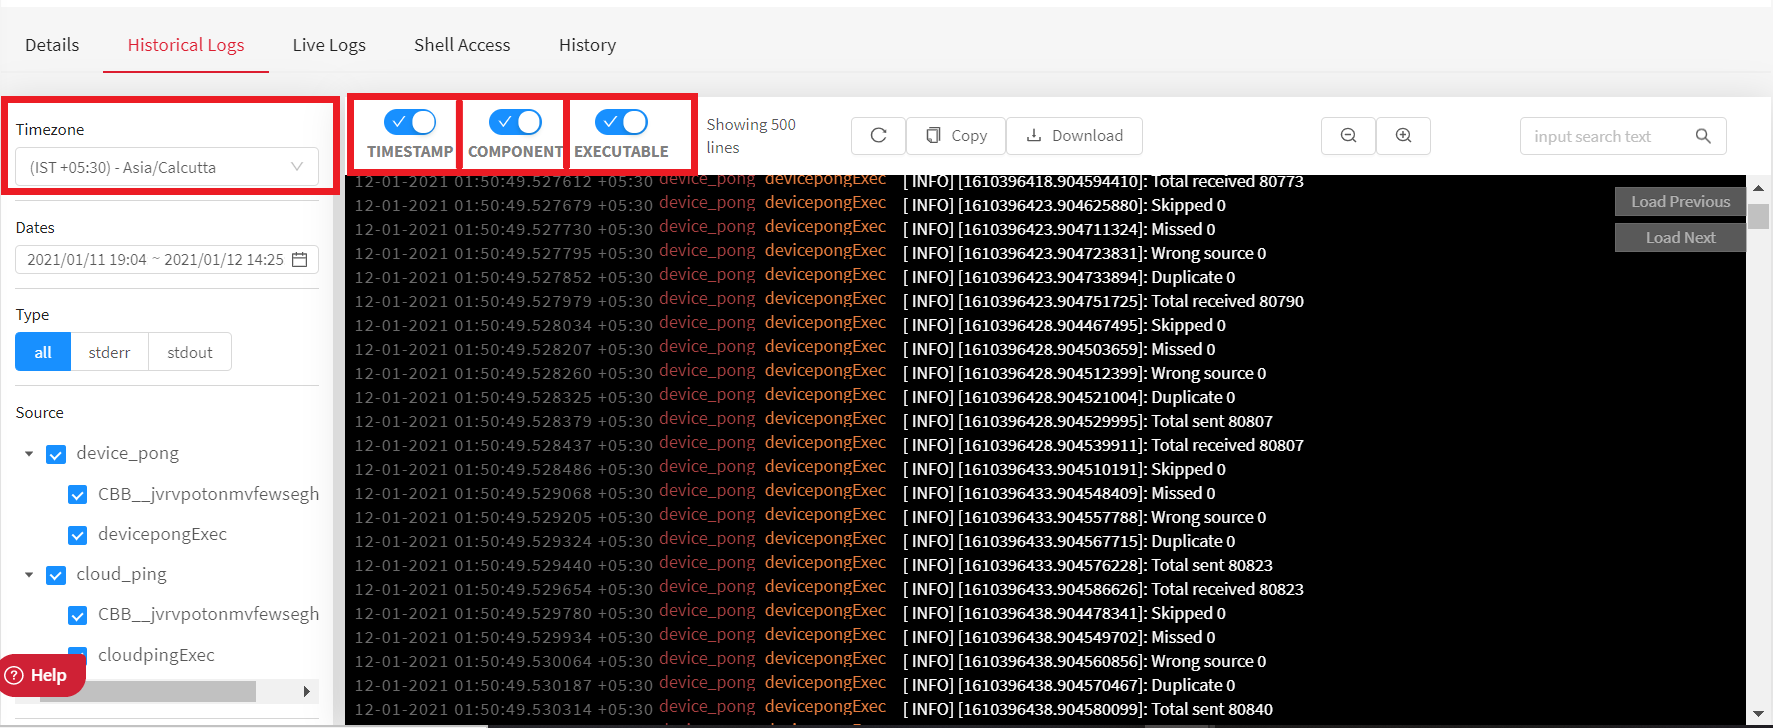 Details Historical Logs Live Logs Shell Access History
Timezone
(IST +05:30) - Asia/Calcutta
Dates
2021/01/11 19:04 ~ 2021/01/12 14:25
Type
all stderr stdout
Source
device_pong
CBB__jvrvpotonmvfewsegh
devicepongExec
cloud_ping
CBB__jvrvpotonmvfewsegh
cloudpingExec
Help
TIMESTAMP COMPONENT EXECUTABLE
Showing 500
lines
Copy Download
input search text
Load Previous
Load Next
12-01-2021 01:50:49.527612 +05:30 device_pong devicepongExec [ INFO] [1610396418.904594410]: Total received 80773
12-01-2021 01:50:49.527679 +05:30 device_pong devicepongExec [ INFO] [1610396423.904625880]: Skipped 0
12-01-2021 01:50:49.527730 +05:30 device_pong devicepongExec [ INFO] [1610396423.904711324]: Missed 0
12-01-2021 01:50:49.527795 +05:30 device_pong devicepongExec [ INFO] [1610396423.904723831]: Wrong source 0
12-01-2021 01:50:49.527852 +05:30 device_pong devicepongExec [ INFO] [1610396423.904733894]: Duplicate 0
12-01-2021 01:50:49.527979 +05:30 device_pong devicepongExec [ INFO] [1610396423.904751725]: Total received 80790
12-01-2021 01:50:49.528034 +05:30 device_pong devicepongExec [ INFO] [1610396428.904467495]: Skipped 0
12-01-2021 01:50:49.528207 +05:30 device_pong devicepongExec [ INFO] [1610396428.904503659]: Missed 0
12-01-2021 01:50:49.528260 +05:30 device_pong devicepongExec [ INFO] [1610396428.904512399]: Wrong source 0
12-01-2021 01:50:49.528325 +05:30 device_pong devicepongExec [ INFO] [1610396428.904521004]: Duplicate 0
12-01-2021 01:50:49.528379 +05:30 device_pong devicepongExec [ INFO] [1610396428.904529995]: Total sent 80807
12-01-2021 01:50:49.528437 +05:30 device_pong devicepongExec [ INFO] [1610396428.904539911]: Total received 80807
12-01-2021 01:50:49.528486 +05:30 device_pong devicepongExec [ INFO] [1610396433.904510191]: Skipped 0
12-01-2021 01:50:49.529068 +05:30 device_pong devicepongExec [ INFO] [1610396433.904548409]: Missed 0
12-01-2021 01:50:49.529205 +05:30 device_pong devicepongExec [ INFO] [1610396433.904557788]: Wrong source 0
12-01-2021 01:50:49.529324 +05:30 device_pong devicepongExec [ INFO] [1610396433.904567715]: Duplicate 0
12-01-2021 01:50:49.529440 +05:30 device_pong devicepongExec [ INFO] [1610396433.904576228]: Total sent 80823
12-01-2021 01:50:49.529654 +05:30 device_pong devicepongExec [ INFO] [1610396433.904586626]: Total received 80823
12-01-2021 01:50:49.529780 +05:30 device_pong devicepongExec [ INFO] [1610396438.904478341]: Skipped 0
12-01-2021 01:50:49.529934 +05:30 device_pong devicepongExec [ INFO] [1610396438.904549702]: Missed 0
12-01-2021 01:50:49.530064 +05:30 device_pong devicepongExec [ INFO] [1610396438.904560856]: Wrong source 0
12-01-2021 01:50:49.530187 +05:30 device_pong devicepongExec [ INFO] [1610396438.904570467]: Duplicate 0
12-01-2021 01:50:49.530314 +05:30 device_pong devicepongExec [ INFO] [1610396438.904580099]: Total sent 80840